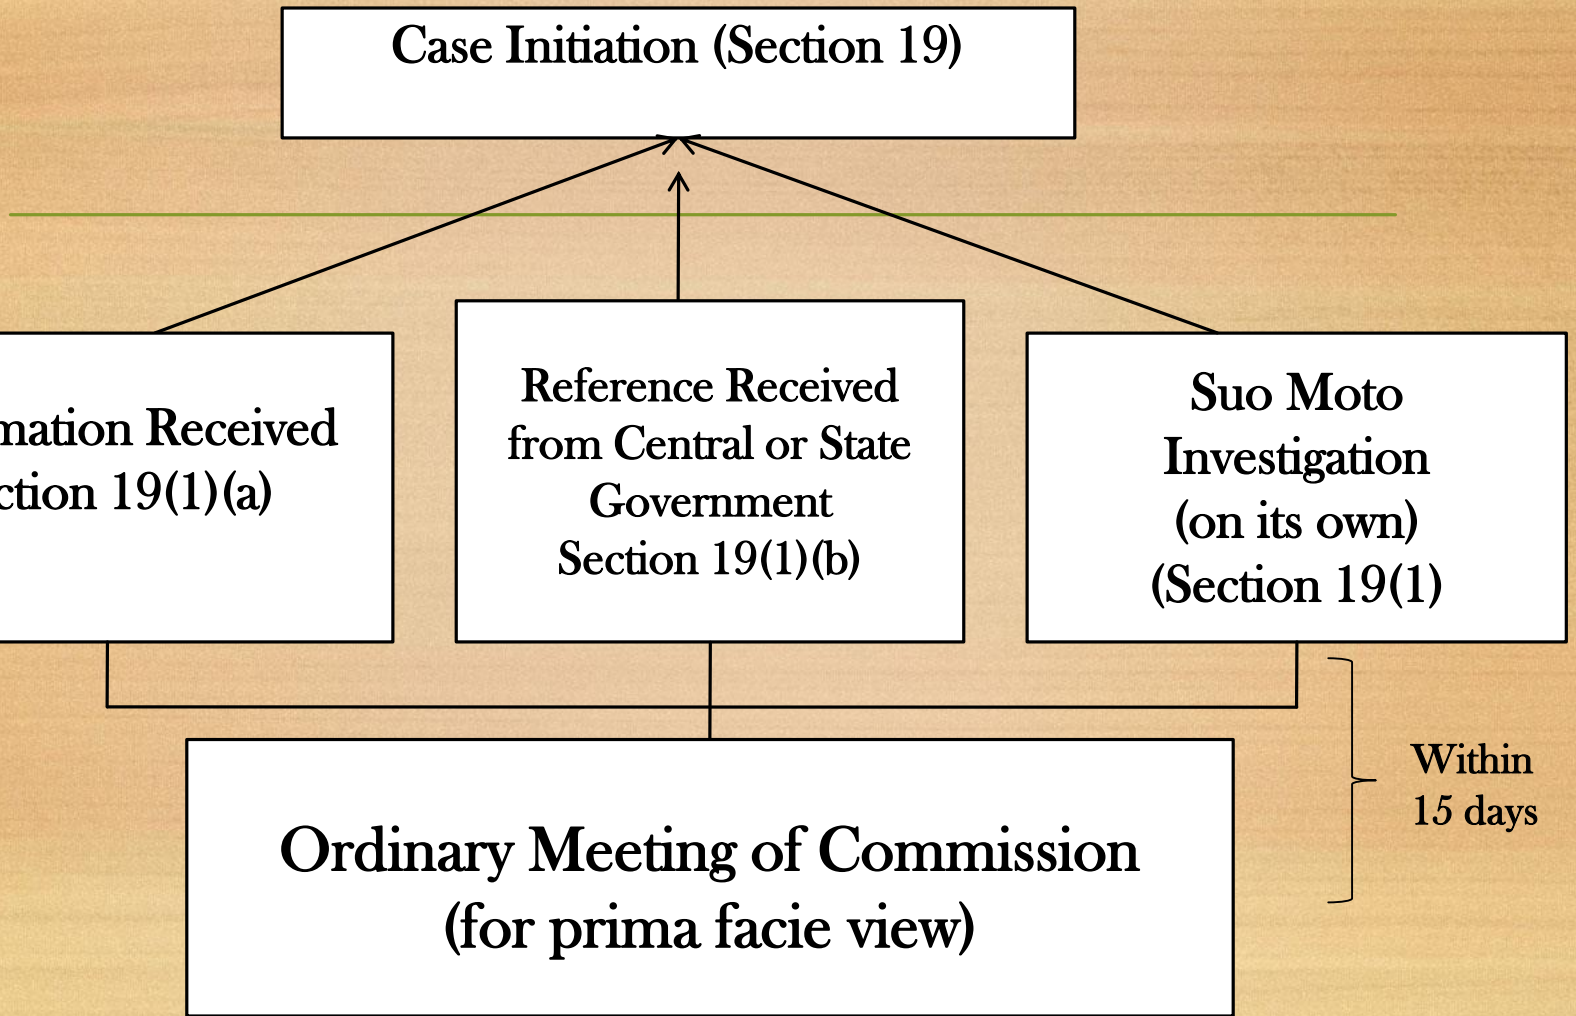 Case Initiation (Section 19)
mation Received
ction 19(1)(a)
Reference Received
from Central or State
Government
Section 19(1)(b)
Suo Moto
Investigation
(on its own)
(Section 19(1)
Within
15 days
Ordinary Meeting of Commission
(for prima facie view)